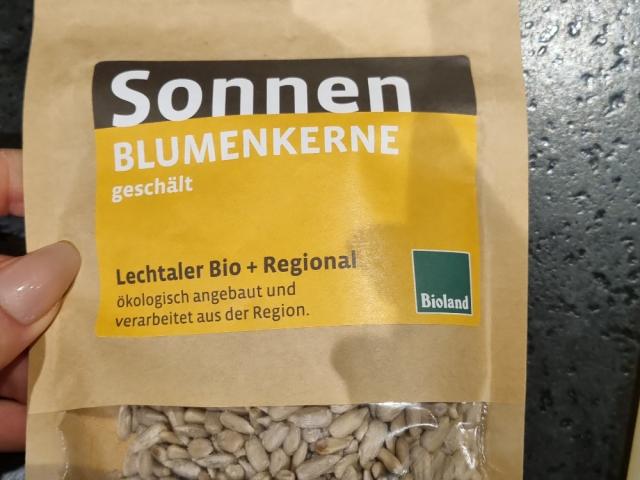 Sonnen
BLUMENKERNE
geschält
Lechtaler Bio + Regional
ökologisch angebaut und
verarbeitet aus der Region.
Bioland